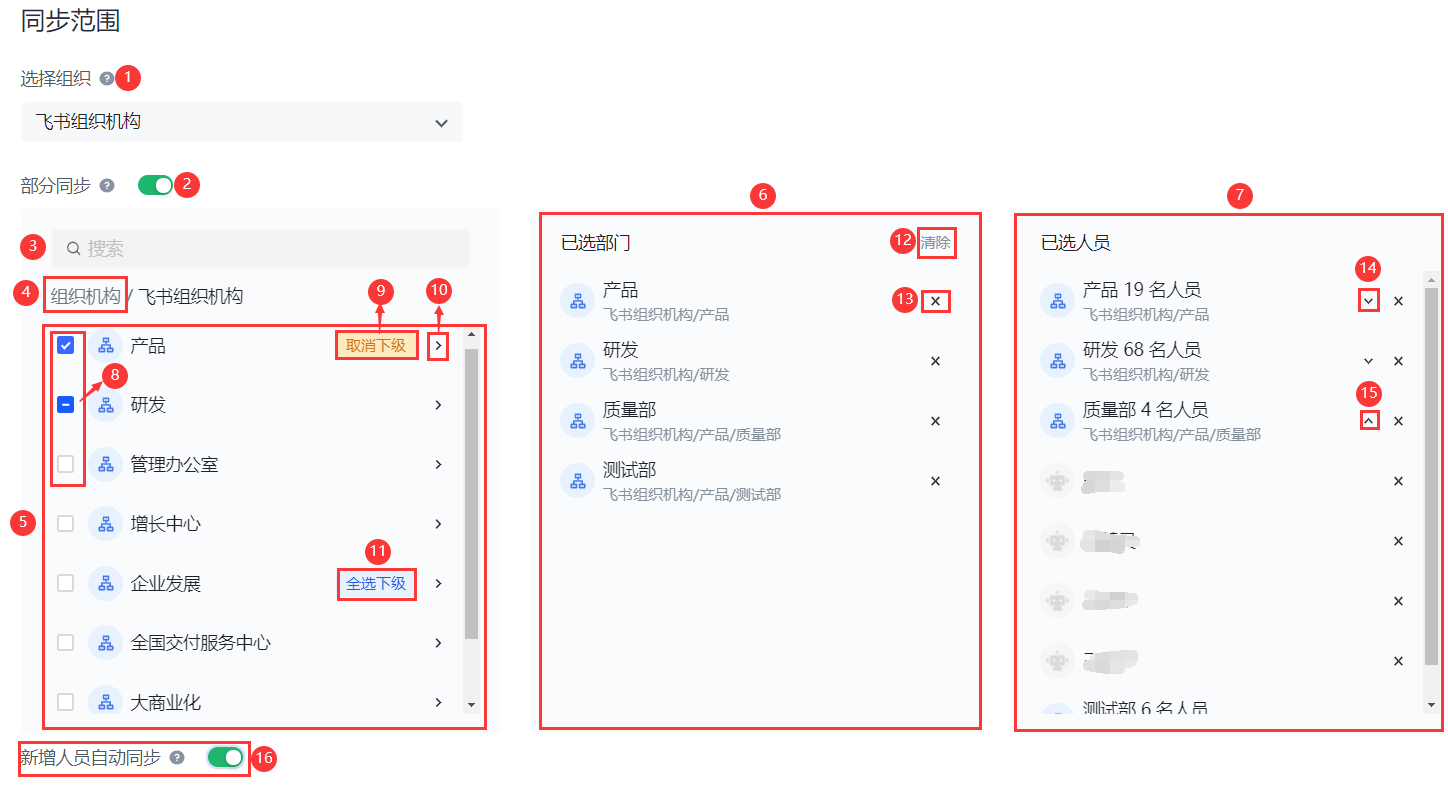 同步范围
选择组织 ? 1
飞书组织机构
部分同步 ? 2
3 搜索
4 组织机构 / 飞书组织机构
9 10
产品 取消下级
8
研发
管理办公室
5 增长中心
11
企业发展 全选下级
全国交付服务中心
大商业化
新增人员自动同步 ? 16
6
已选部门 12 清除
产品 13
飞书组织机构/产品
研发
飞书组织机构/研发
质量部
飞书组织机构/产品/质量部
测试部
飞书组织机构/产品/测试部
7
已选人员
14
产品 19 名人员
飞书组织机构/产品
研发 68 名人员
飞书组织机构/研发
15
质量部 4 名人员
飞书组织机构/产品/质量部
测试部 6 名人员